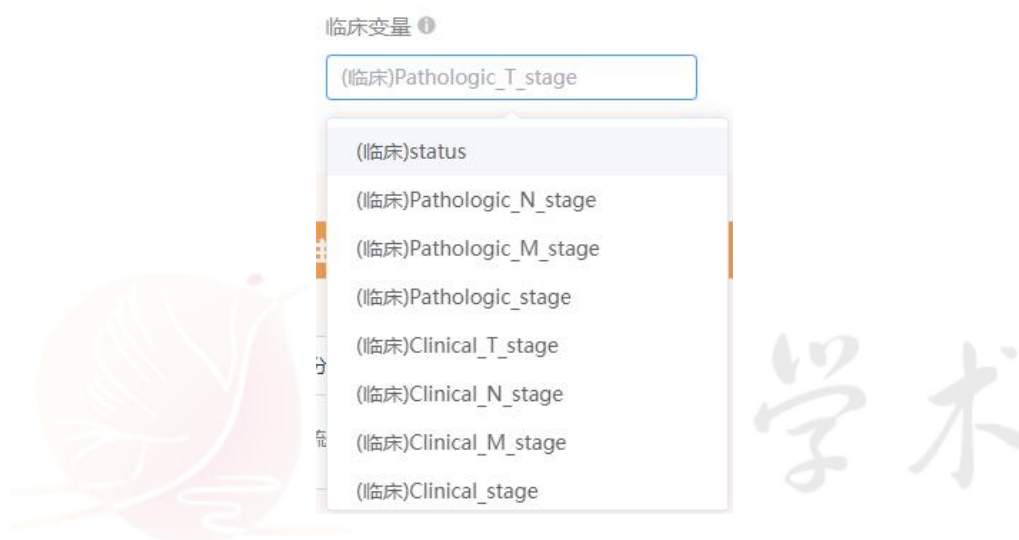 临床变量
(临床)Pathologic_T_stage
(临床)status
(临床)Pathologic_N_stage
(临床)Pathologic_M_stage
(临床)Pathologic_stage
(临床)Clinical_T_stage
(临床)Clinical_N_stage
(临床)Clinical_M_stage
(临床)Clinical_stage
学术